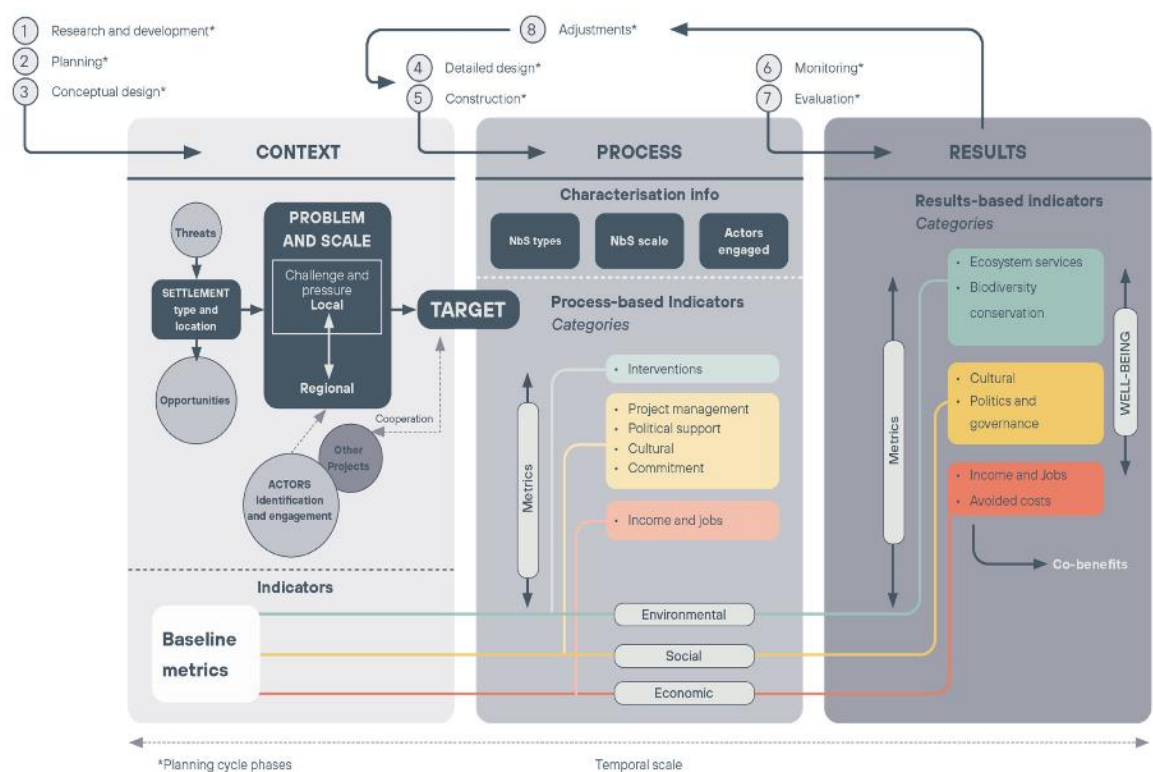 1 Research and development*
2 Planning*
3 Conceptual design*
8 Adjustments*
4 Detailed design*
5 Construction*
6 Monitoring*
7 Evaluation*
CONTEXT
Threats
SETTLEMENT
type and
location
Opportunities
PROBLEM
AND SCALE
Challenge and
pressure
Local
Regional
TARGET
Cooperation
Other
Projects
ACTORS
Identification
and engagement
Indicators
Baseline
metrics
PROCESS
Characterisation info
NbS types
NbS scale
Actors
engaged
Process-based Indicators
Categories
Metrics
• Interventions
• Project management
• Political support
• Cultural
• Commitment
• Income and jobs
Environmental
Social
Economic
RESULTS
Results-based indicators
Categories
Metrics
• Ecosystem services
• Biodiversity
conservation
• Cultural
• Politics and
governance
• Income and Jobs
• Avoided costs
WELL-BEING
Co-benefits
*Planning cycle phases
Temporal scale